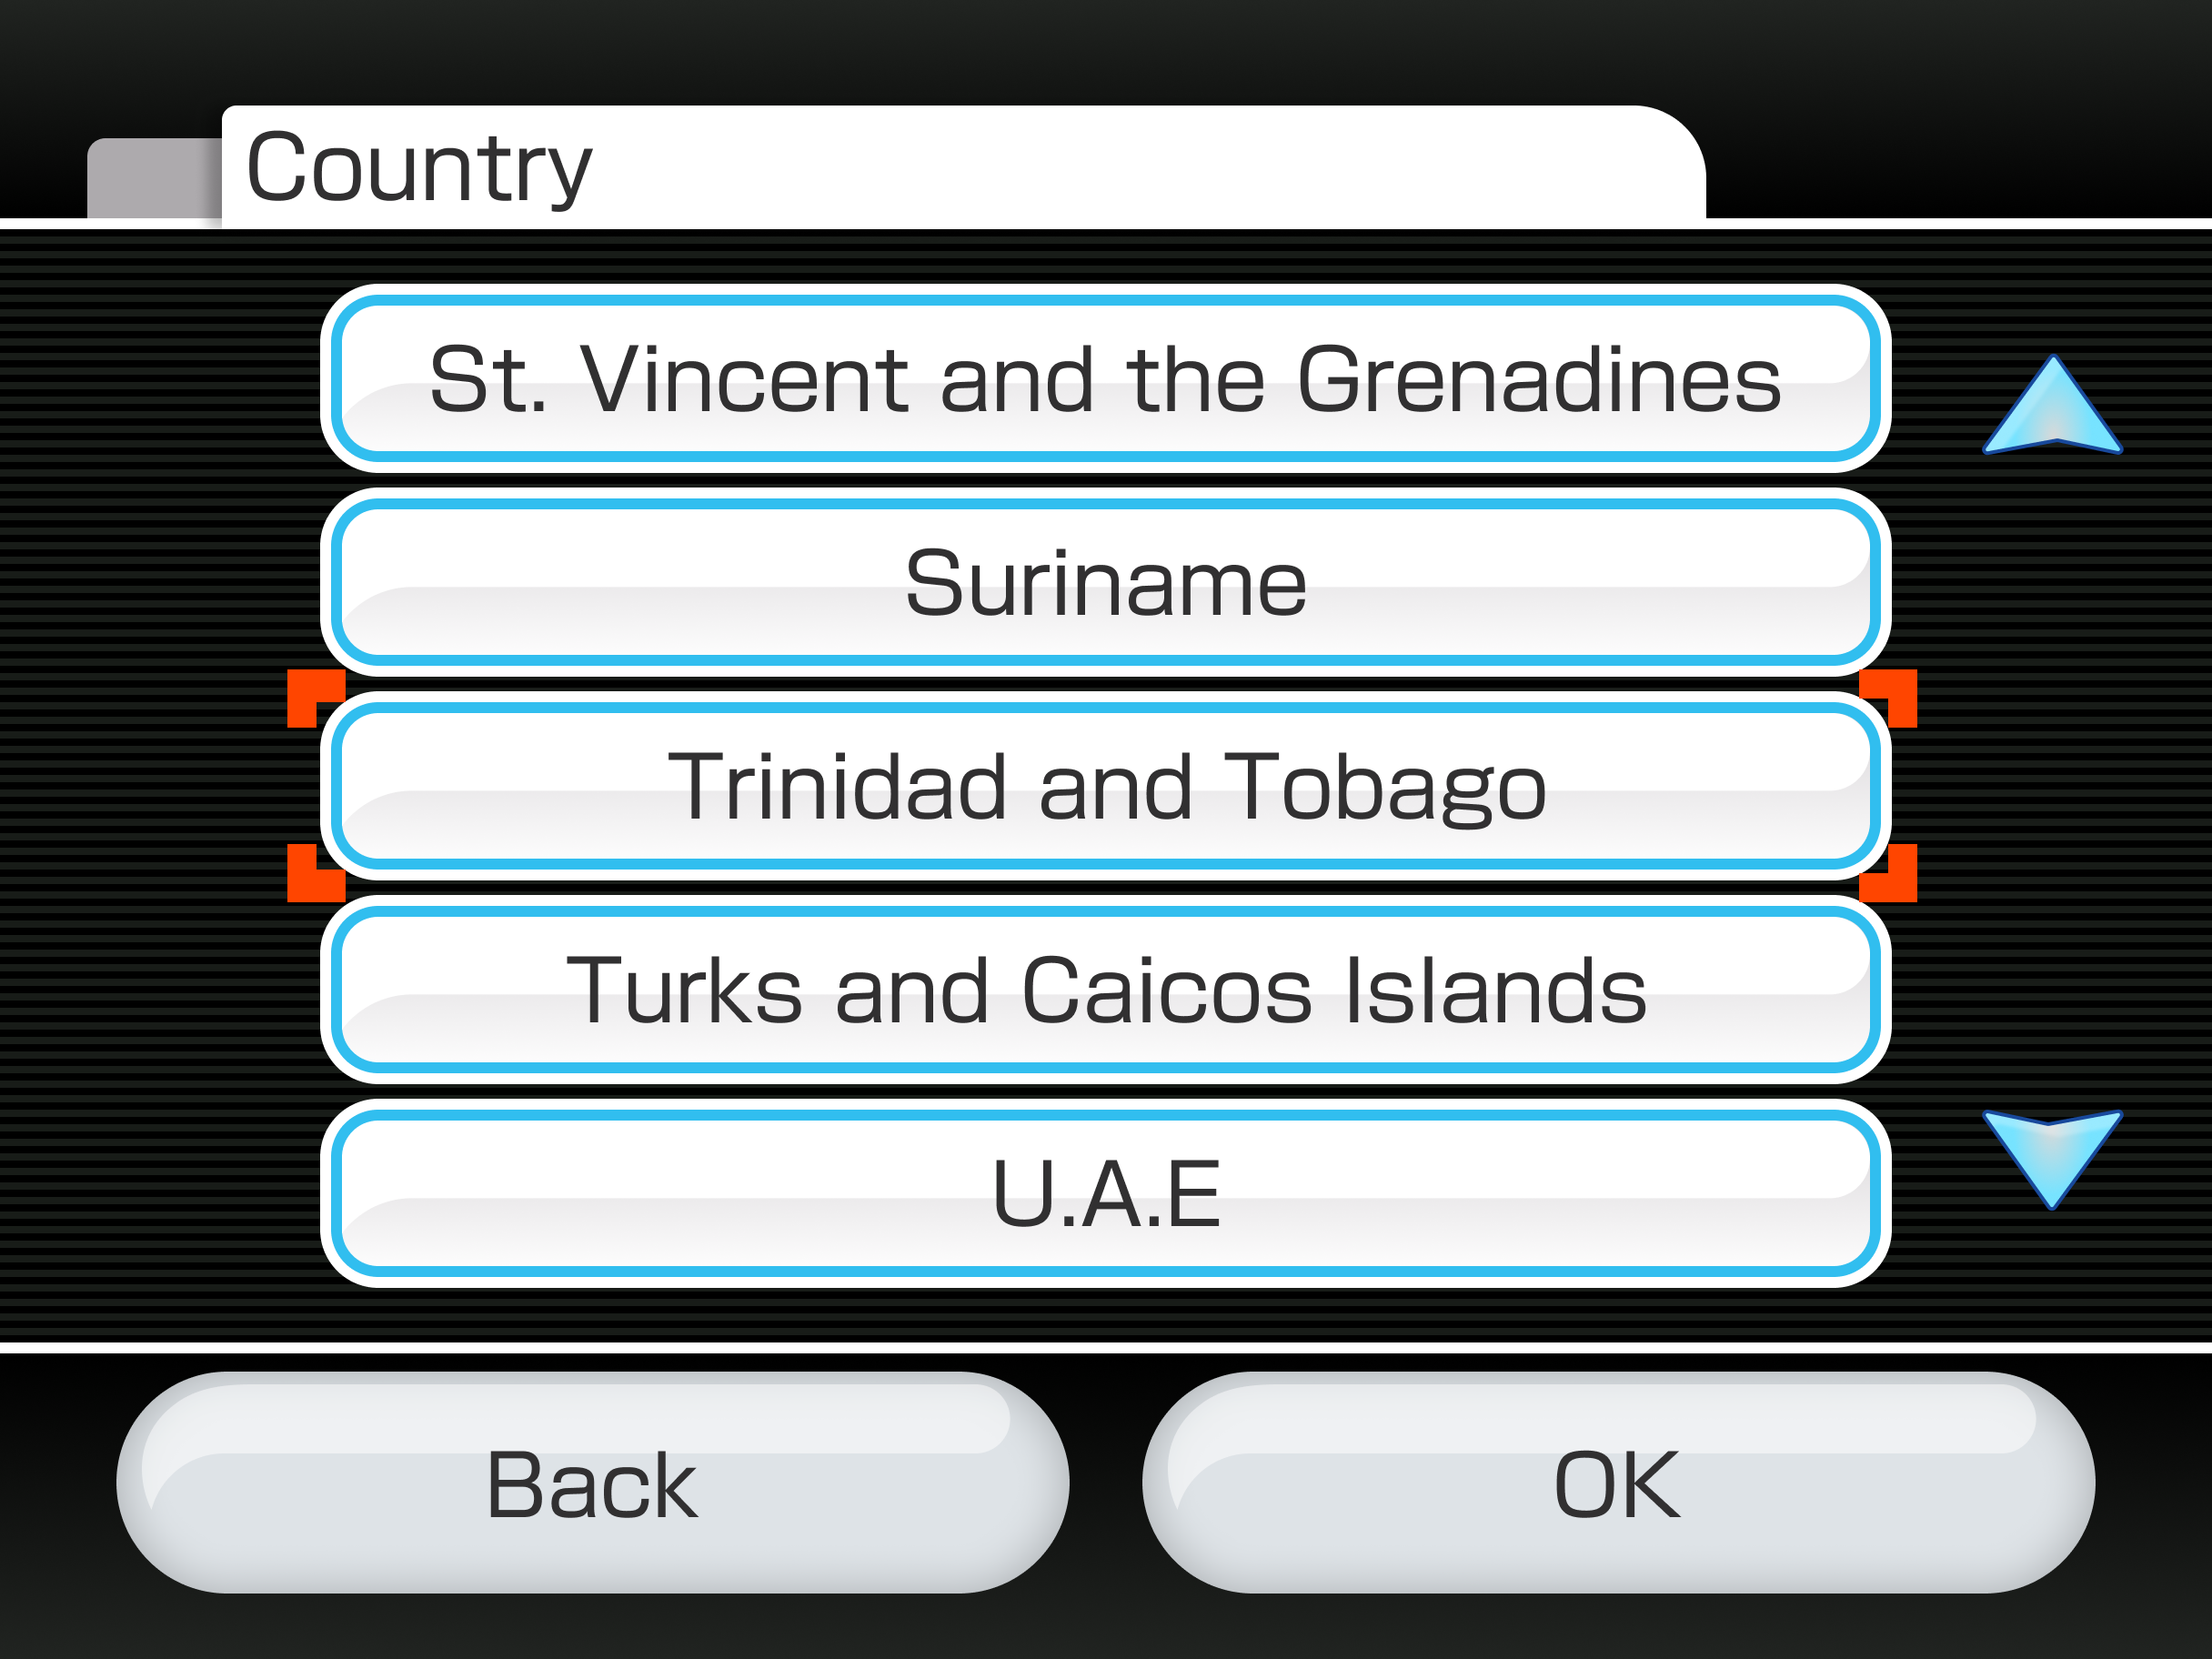 Country
St. Vincent and the Grenadines
Suriname
Trinidad and Tobago
Turks and Caicos Islands
U.A.E
Back
OK